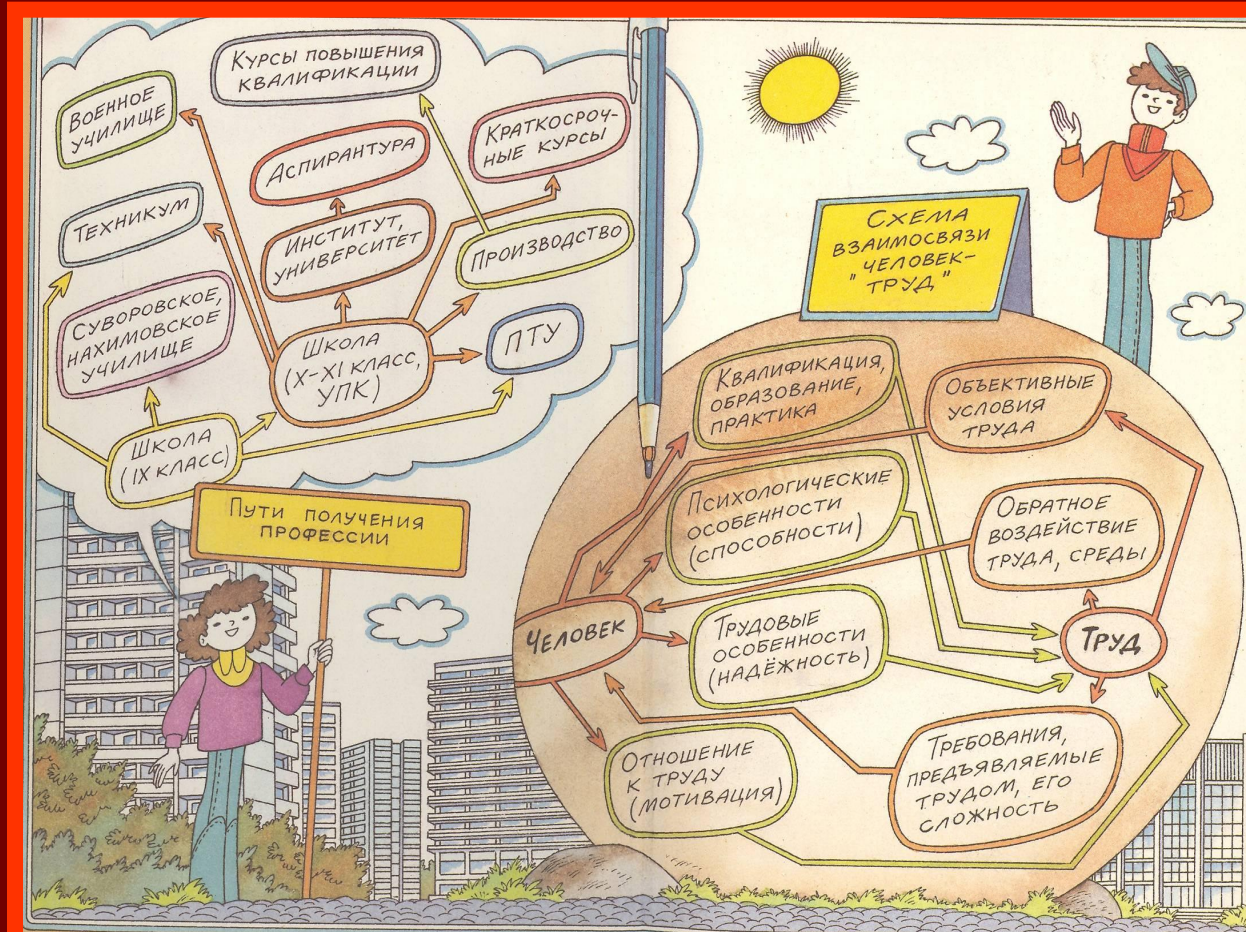 Курсы повышения
квалификации
Военное
училище
Краткосроч-
ные курсы
Аспирантура
Техникум
Институт,
университет
Производство
Суворовское,
нахимовское
училище
Школа
(X–XI класс,
УПК)
ПТУ
Школа
(IX класс)
Пути получения
профессии
Схема
взаимосвязи
"человек–
труд"
Квалификация,
образование,
практика
Объективные
условия
труда
Психологические
особенности
(способности)
Обратное
воздействие
труда, среды
Человек
Трудовые
особенности
(надёжность)
Труд
Отношение
к труду
(мотивация)
Требования,
предъявляемые
трудом, его
сложность